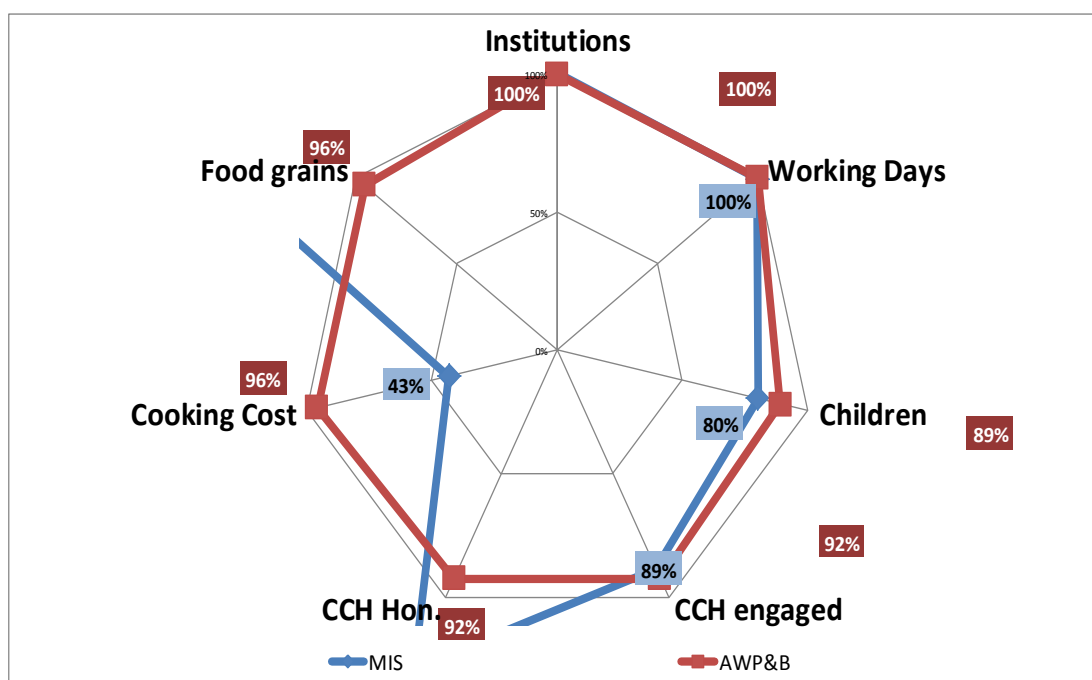 Institutions
100%
100%
100%
96%
Food grains
Working Days
100%
50%
0%
96%
Cooking Cost
43%
80%
Children
89%
92%
89%
CCH Hon.
92%
CCH engaged
MIS
AWP&B